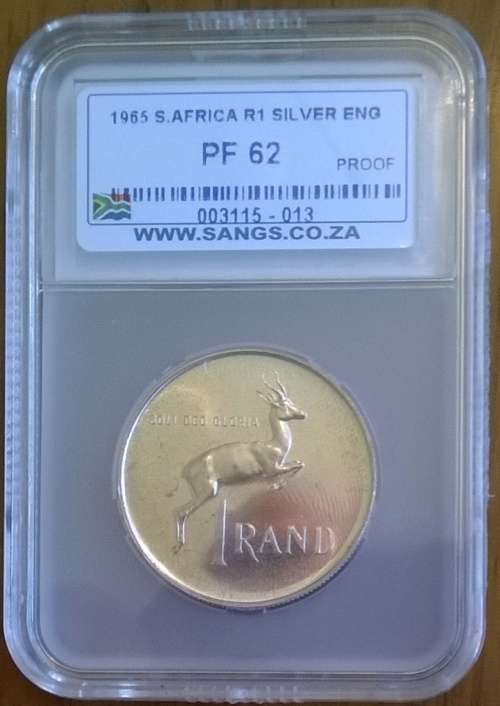 1965 S.AFRICA R1 SILVER ENG
PF 62
PROOF
003115 - 013
WWW.SANGS.CO.ZA
SOLI DEO GLORIA
1 RAND